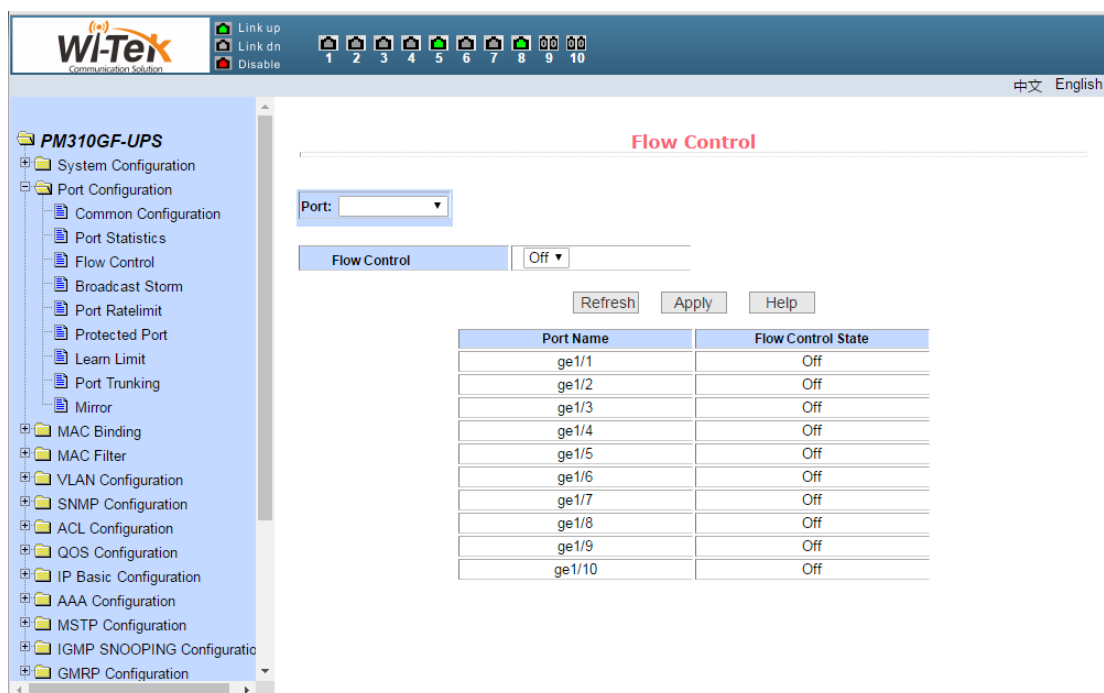 Wi-Tek
Communication Solution
Link up
Link dn
Disable
1 2 3 4 5 6 7 8 9 10
中文 English
PM310GF-UPS
System Configuration
Port Configuration
Common Configuration
Port Statistics
Flow Control
Broadcast Storm
Port Ratelimit
Protected Port
Learn Limit
Port Trunking
Mirror
MAC Binding
MAC Filter
VLAN Configuration
SNMP Configuration
ACL Configuration
QOS Configuration
IP Basic Configuration
AAA Configuration
MSTP Configuration
IGMP SNOOPING Configuratio
GMRP Configuration
Flow Control
Port:
Flow Control Off
Refresh Apply Help
Port Name Flow Control State
ge1/1 Off
ge1/2 Off
ge1/3 Off
ge1/4 Off
ge1/5 Off
ge1/6 Off
ge1/7 Off
ge1/8 Off
ge1/9 Off
ge1/10 Off